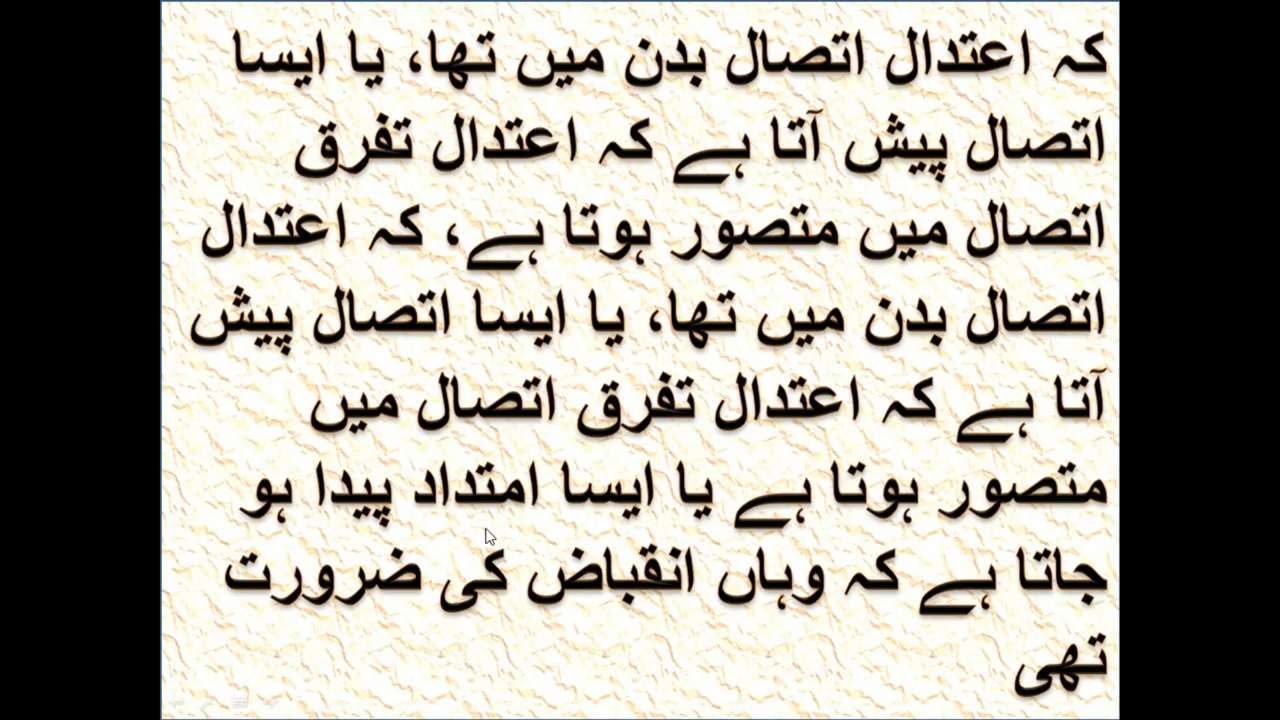 کہ اعتدال اتصال بدن میں تھا، یا ایسا
اتصال پیش آتا ہے کہ اعتدال تفرق
اتصال میں متصور ہوتا ہے، کہ اعتدال
اتصال بدن میں تھا، یا ایسا اتصال پیش
آتا ہے کہ اعتدال تفرق اتصال میں
متصور ہوتا ہے یا ایسا امتداد پیدا ہو
جاتا ہے کہ وہاں انقباض کی ضرورت
تھی